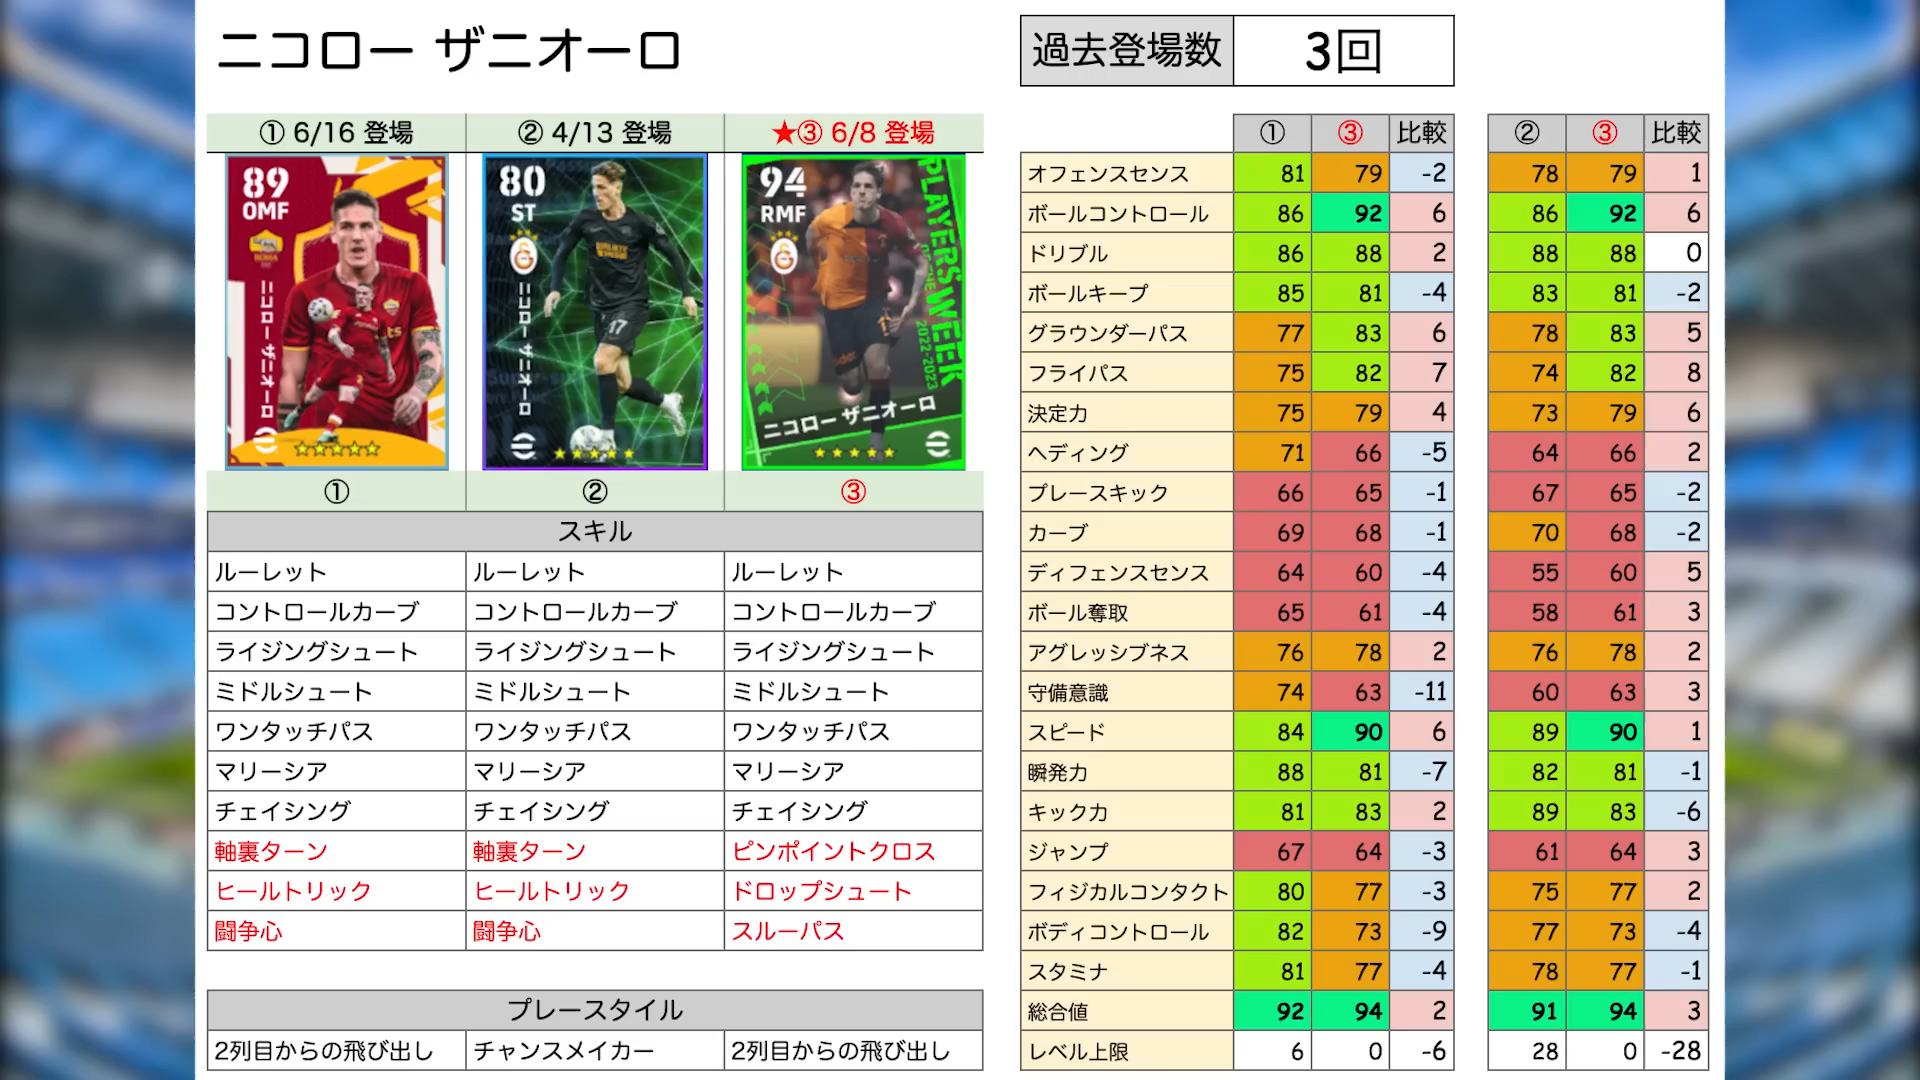 ニコロー ザニオーロ
過去登場数 3回
① 6/16 登場 ② 4/13 登場 ★③ 6/8 登場
89
OMF
ROMA
ニコロー ザニオーロ
80
ST
17
ニコロー ザニオーロ
94
RMF
PLAYERS OF THE WEEK
2022-2023
ニコロー ザニオーロ
① ② ③
スキル
ルーレット ルーレット ルーレット
コントロールカーブ コントロールカーブ コントロールカーブ
ライジングシュート ライジングシュート ライジングシュート
ミドルシュート ミドルシュート ミドルシュート
ワンタッチパス ワンタッチパス ワンタッチパス
マリーシア マリーシア マリーシア
チェイシング チェイシング チェイシング
軸裏ターン 軸裏ターン ピンポイントクロス
ヒールトリック ヒールトリック ドロップシュート
闘争心 闘争心 スルーパス
プレースタイル
2列目からの飛び出し チャンスメイカー 2列目からの飛び出し
① ③ 比較 ② ③ 比較
オフェンスセンス 81 79 -2 78 79 1
ボールコントロール 86 92 6 86 92 6
ドリブル 86 88 2 88 88 0
ボールキープ 85 81 -4 83 81 -2
グラウンダーパス 77 83 6 78 83 5
フライパス 75 82 7 74 82 8
決定力 75 79 4 73 79 6
ヘディング 71 66 -5 64 66 2
プレースキック 66 65 -1 67 65 -2
カーブ 69 68 -1 70 68 -2
ディフェンスセンス 64 60 -4 55 60 5
ボール奪取 65 61 -4 58 61 3
アグレッシブネス 76 78 2 76 78 2
守備意識 74 63 -11 60 63 3
スピード 84 90 6 89 90 1
瞬発力 88 81 -7 82 81 -1
キック力 81 83 2 89 83 -6
ジャンプ 67 64 -3 61 64 3
フィジカルコンタクト 80 77 -3 75 77 2
ボディコントロール 82 73 -9 77 73 -4
スタミナ 81 77 -4 78 77 -1
総合値 92 94 2 91 94 3
レベル上限 6 0 -6 28 0 -28